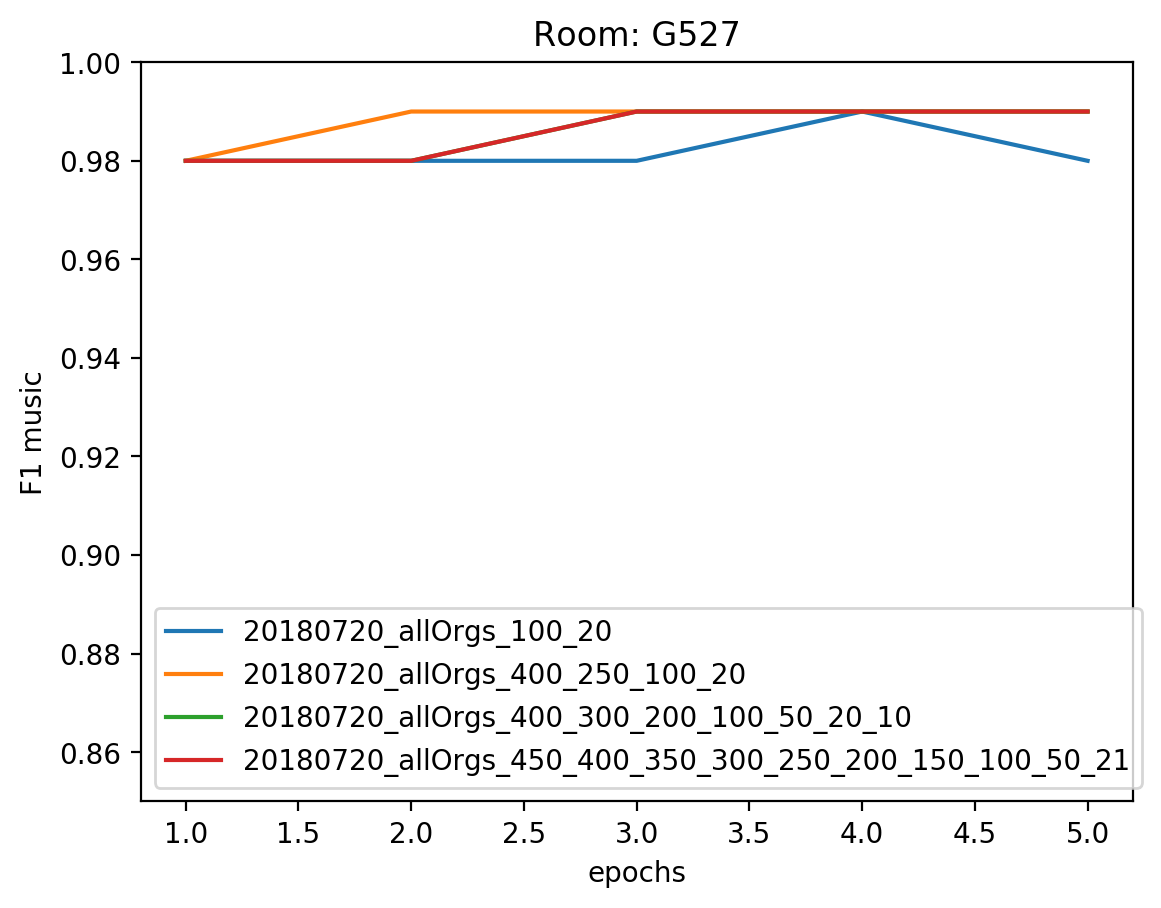 Room: G527
1.00
0.98
0.96
0.94
0.92
0.90
0.88
0.86
F1 music
20180720_allOrgs_100_20
20180720_allOrgs_400_250_100_20
20180720_allOrgs_400_300_200_100_50_20_10
20180720_allOrgs_450_400_350_300_250_200_150_100_50_21
1.0 1.5 2.0 2.5 3.0 3.5 4.0 4.5 5.0
epochs